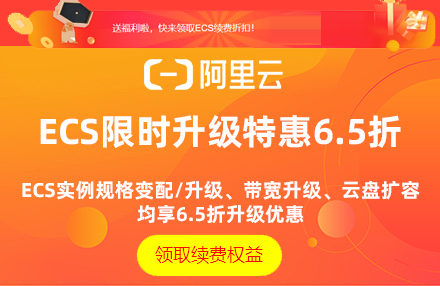 送福利啦，快来领取ECS续费折扣！
阿里云
ECS限时升级特惠6.5折
ECS实例规格变配/升级、带宽升级、云盘扩容
均享6.5折升级优惠
领取续费权益